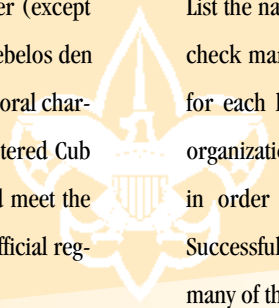 er (except
ebelos den
oral char-
tered Cub
l meet the
fficial reg-
List the na
check mar
for each
organizatio
in order
Successful
many of th